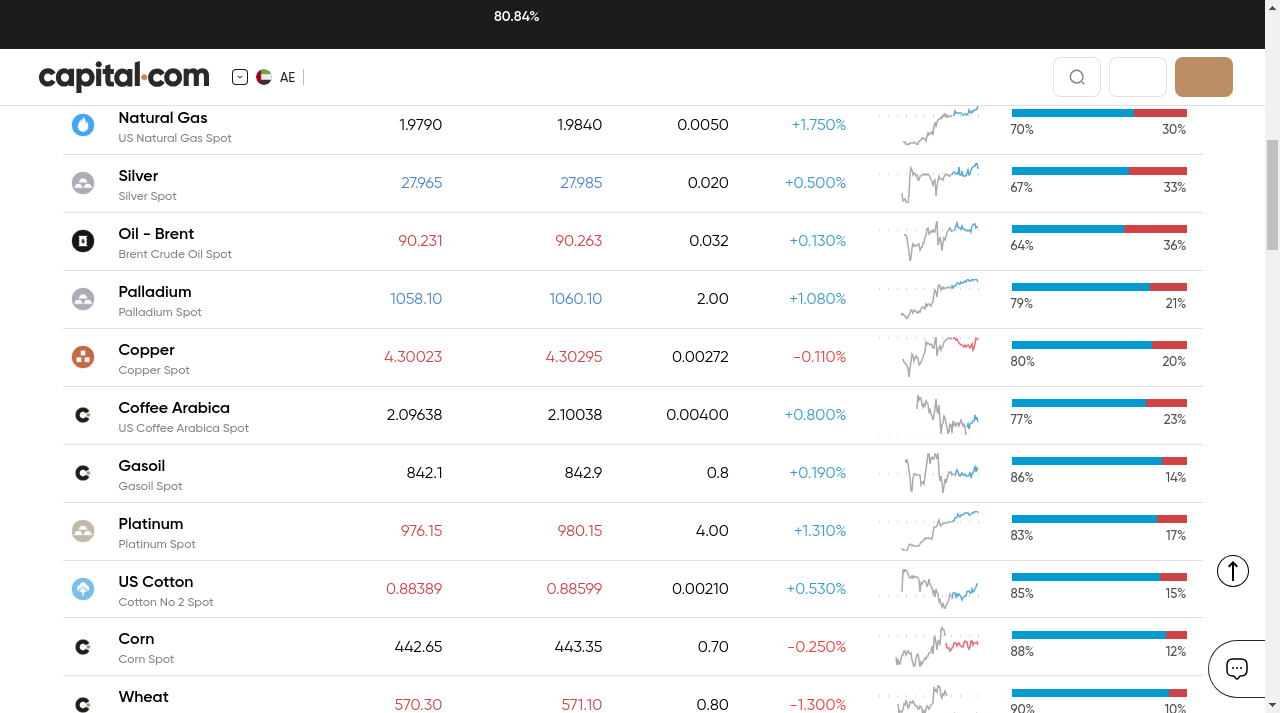 80.84%
capital.com
AE
Natural Gas
US Natural Gas Spot
1.9790 1.9840 0.0050 +1.750% 70% 30%
Silver
Silver Spot
27.965 27.985 0.020 +0.500% 67% 33%
Oil - Brent
Brent Crude Oil Spot
90.231 90.263 0.032 +0.130% 64% 36%
Palladium
Palladium Spot
1058.10 1060.10 2.00 +1.080% 79% 21%
Copper
Copper Spot
4.30023 4.30295 0.00272 -0.110% 80% 20%
Coffee Arabica
US Coffee Arabica Spot
2.09638 2.10038 0.00400 +0.800% 77% 23%
Gasoil
Gasoil Spot
842.1 842.9 0.8 +0.190% 86% 14%
Platinum
Platinum Spot
976.15 980.15 4.00 +1.310% 83% 17%
US Cotton
Cotton No 2 Spot
0.88389 0.88599 0.00210 +0.530% 85% 15%
Corn
Corn Spot
442.65 443.35 0.70 -0.250% 88% 12%
Wheat
570.30 571.10 0.80 -1.300% 90% 10%